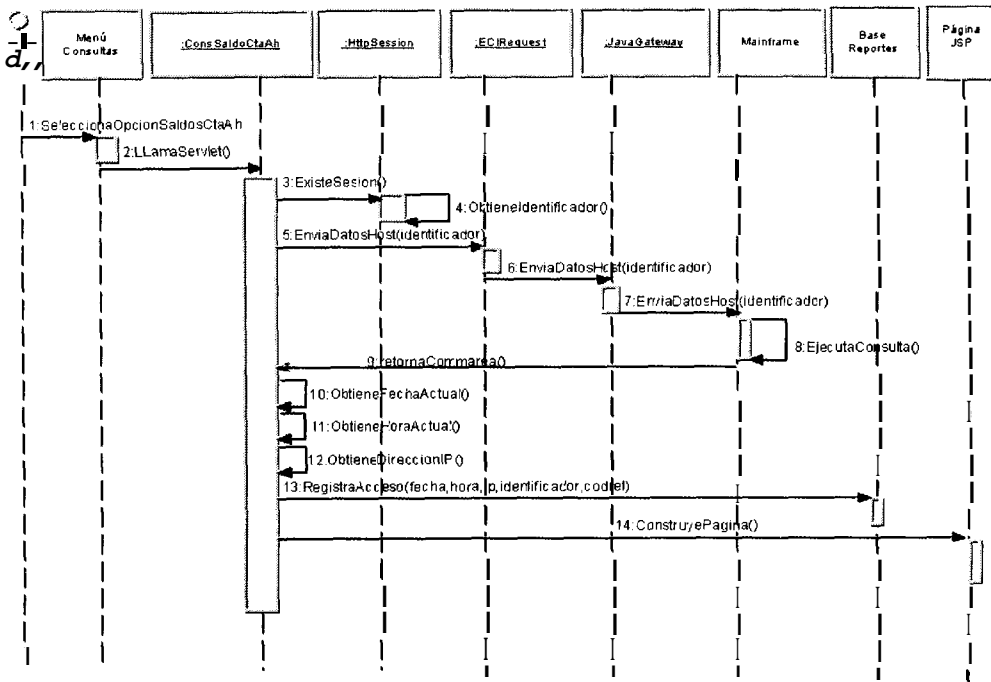 Menú
Consultas
:ConsSaldoCtaAh
:HttpSession
:ECIRequest
:JavaGateway
Mainframe
Base
Reportes
Página
JSP
1:SeleccionaOpcionSaldosCtaAh
2:LLamaServlet()
3:ExisteSesion()
4:ObtieneIdentificador()
5:EnviaDatosHost(identificador)
6:EnviaDatosHost(identificador)
7:EnviaDatosHost(identificador)
8:EjecutaConsulta()
9:retornaCommarea()
10:ObtieneFechaActual()
11:ObtieneHoraActual()
12:ObtieneDireccionIP()
13:RegistraAcceso(fecha,hora,ip,identificador,codret)
14:ConstruyePagina()